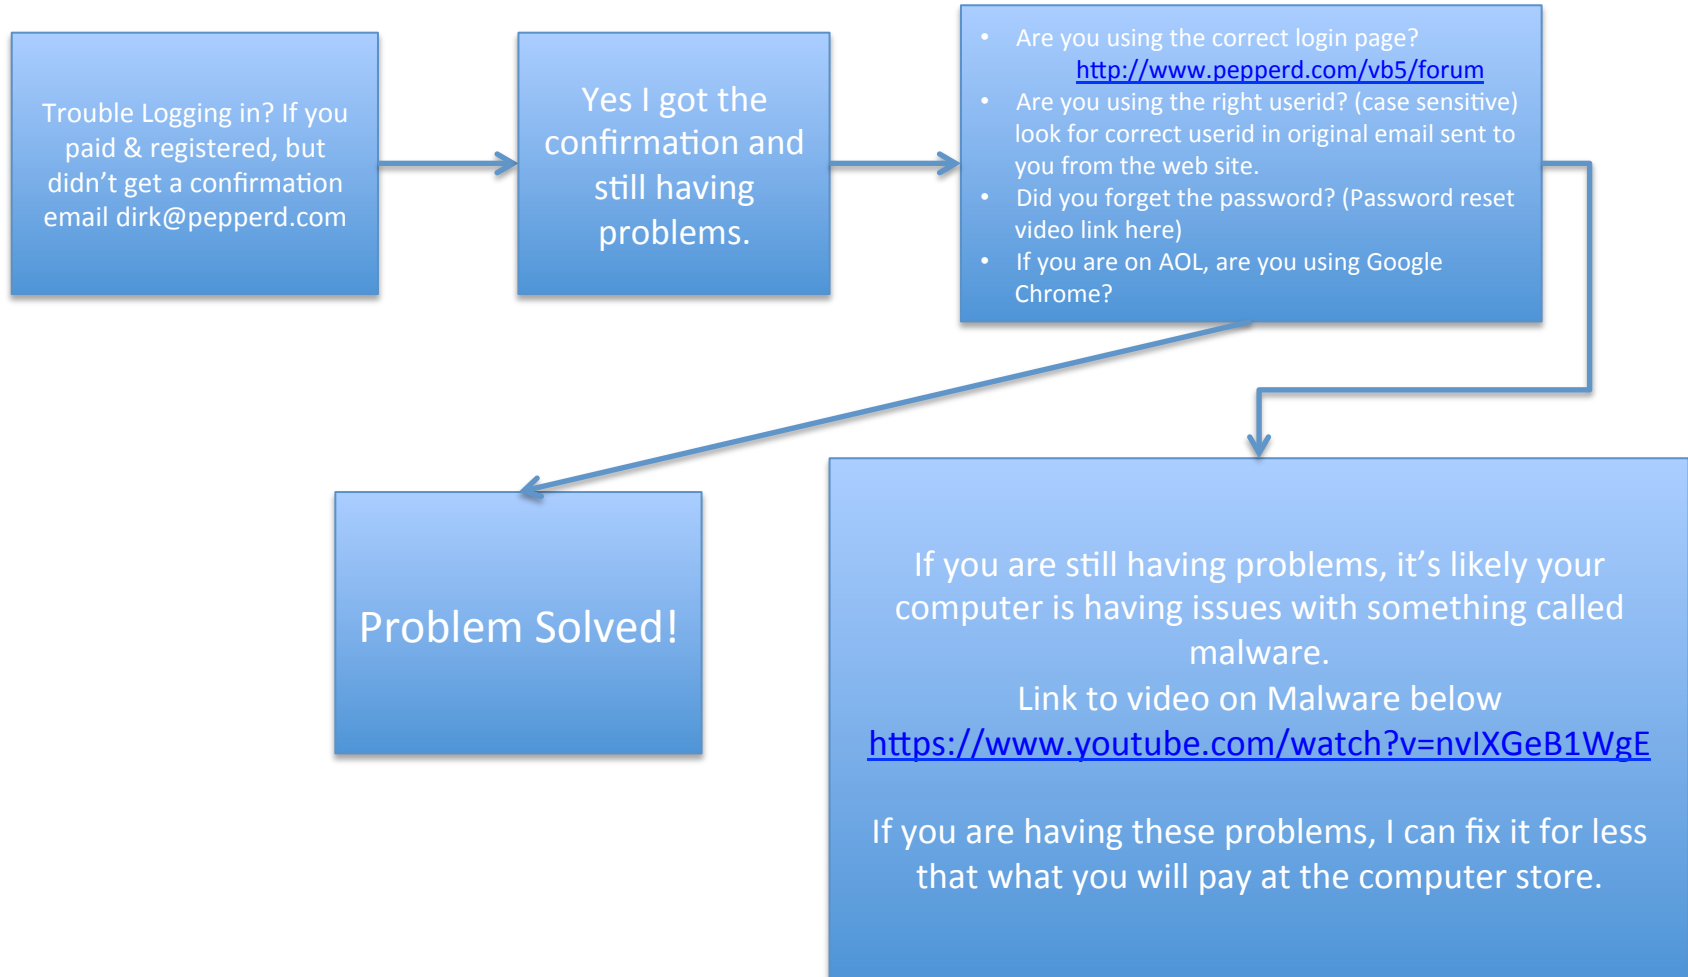 Trouble Logging in? If you
paid & registered, but
didn't get a confirmation
email dirk@pepperd.com
Yes I got the
confirmation and
still having
problems.
• Are you using the correct login page?
http://www.pepperd.com/vb5/forum
• Are you using the right userid? (case sensitive)
look for correct userid in original email sent to
you from the web site.
• Did you forget the password? (Password reset
video link here)
• If you are on AOL, are you using Google
Chrome?
Problem Solved!
If you are still having problems, it's likely your
computer is having issues with something called
malware.
Link to video on Malware below
https://www.youtube.com/watch?v=nvIXGeB1WgE
If you are having these problems, I can fix it for less
that what you will pay at the computer store.